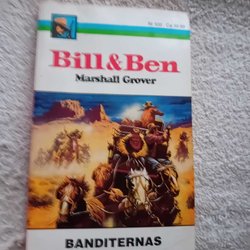 Bill & Ben
Marshall Grover
BANDITERNAS